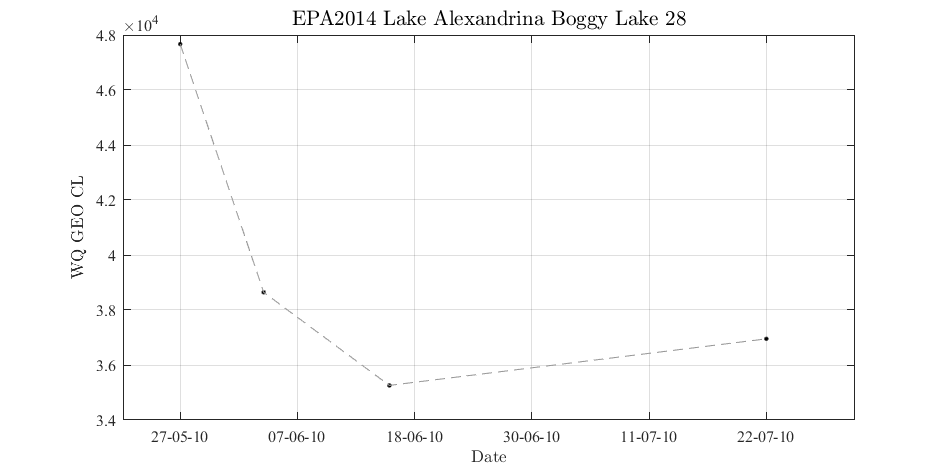 EPA2014 Lake Alexandrina Boggy Lake 28
×10⁴
4.8
4.6
4.4
4.2
4
3.8
3.6
3.4
WQ GEO CL
27-05-10 07-06-10 18-06-10 30-06-10 11-07-10 22-07-10
Date